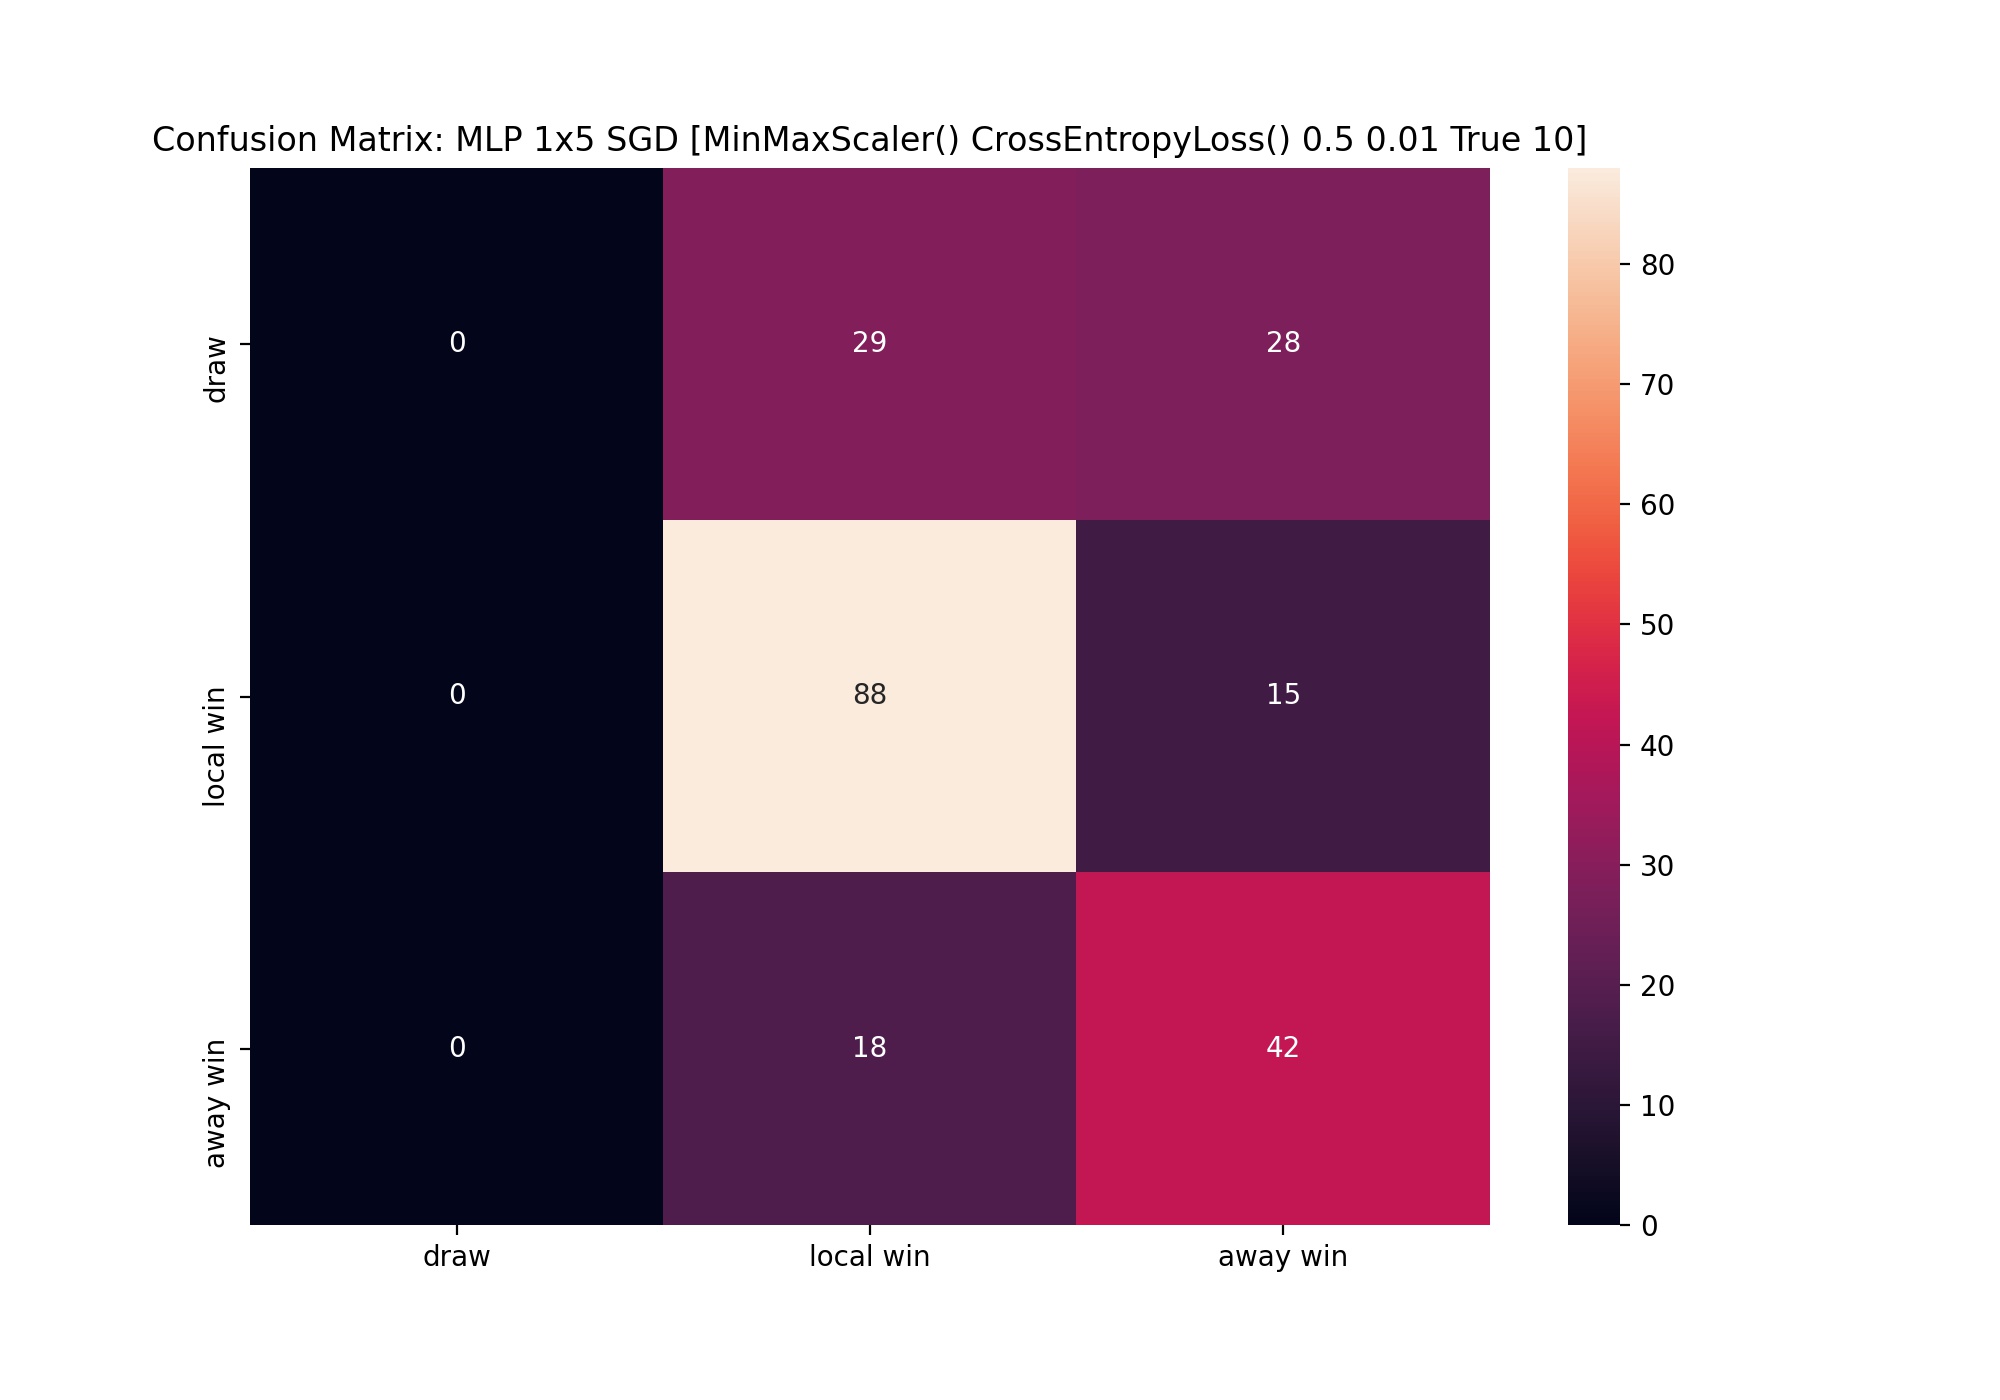 Confusion Matrix: MLP 1x5 SGD [MinMaxScaler() CrossEntropyLoss() 0.5 0.01 True 10]
draw
0
29
28
local win
0
88
15
away win
0
18
42
draw
local win
away win
80
70
60
50
40
30
20
10
0